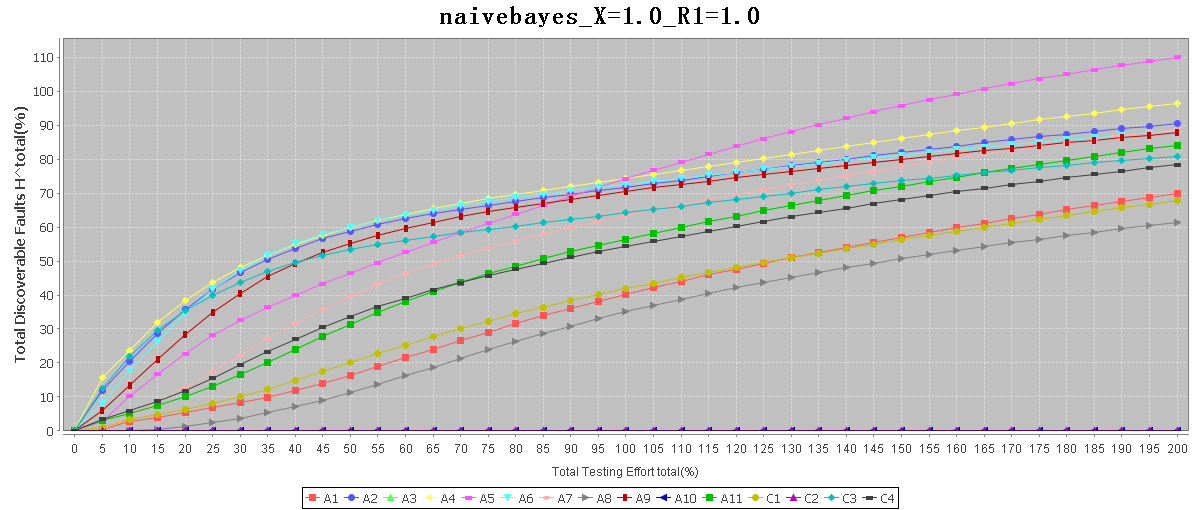 naivebayes_X=1.0_R1=1.0
Total Discoverable Faults H^total(%)
110
100
90
80
70
60
50
40
30
20
10
0
0 5 10 15 20 25 30 35 40 45 50 55 60 65 70 75 80 85 90 95 100 105 110 115 120 125 130 135 140 145 150 155 160 165 170 175 180 185 190 195 200
Total Testing Effort total(%)
A1 A2 A3 A4 A5 A6 A7 A8 A9 A10 A11 C1 C2 C3 C4